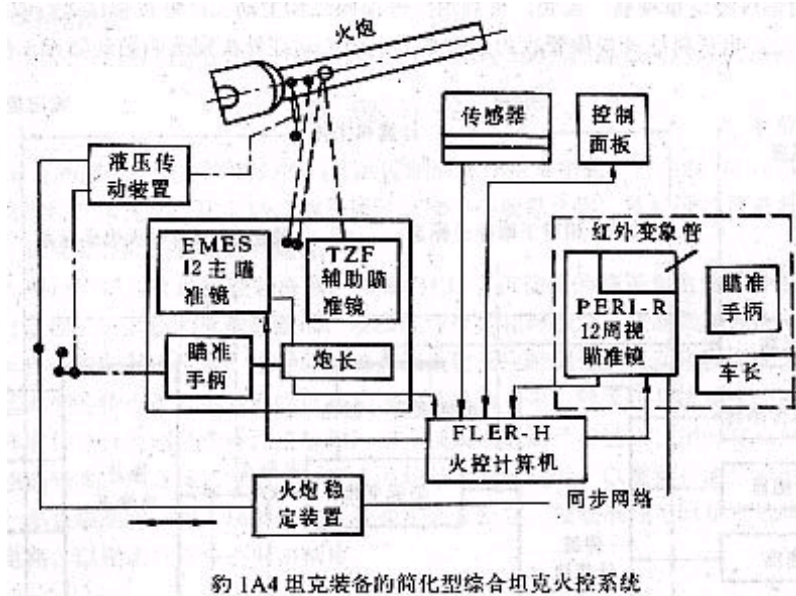 火炮
传感器
控制
面板
液压传
动装置
EMES
12主瞄
准镜
TZF
辅助瞄
准镜
红外变象管
PERI-R
12周视
瞄准镜
瞄准
手柄
瞄准
手柄
炮长
车长
FLER-H
火控计算机
火炮稳
定装置
同步网络
豹1A4坦克装备的简化型综合坦克火控系统